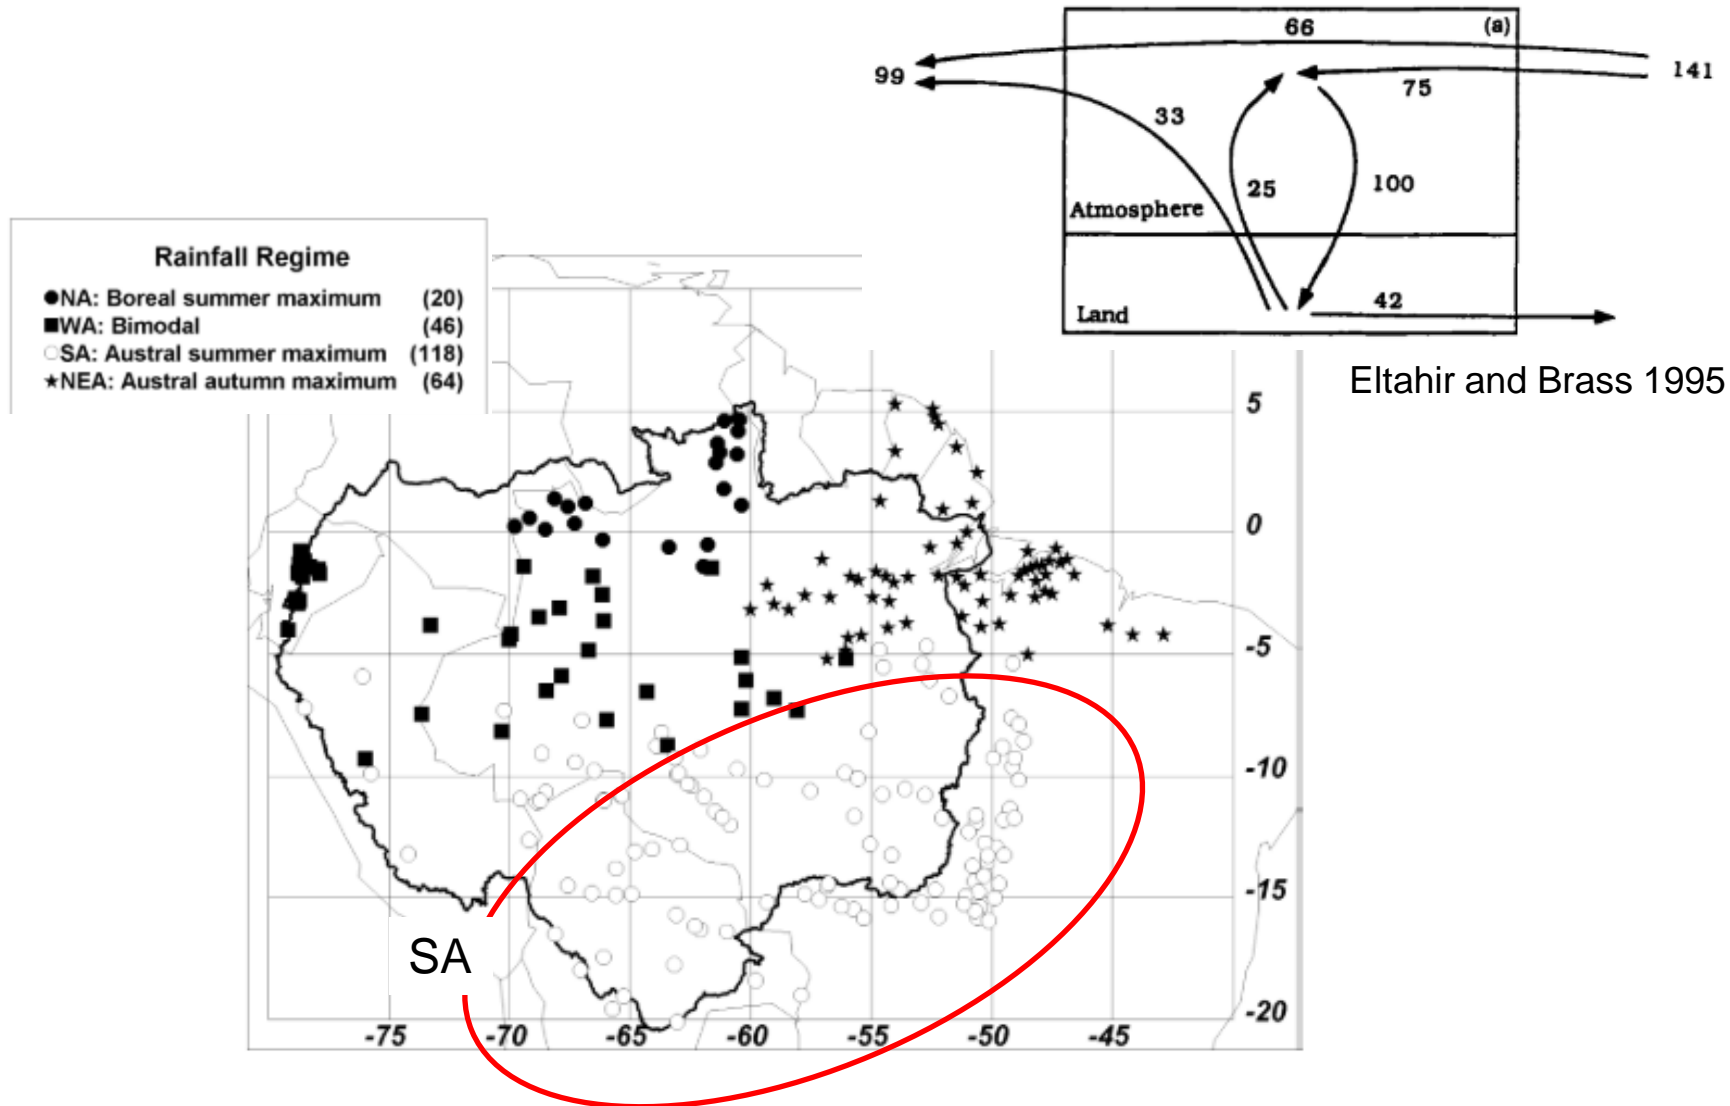 66
(a)
99
141
75
33
25
100
Atmosphere
42
Land
Eltahir and Brass 1995
Rainfall Regime
NA: Boreal summer maximum (20)
WA: Bimodal (46)
SA: Austral summer maximum (118)
NEA: Austral autumn maximum (64)
5
0
-5
-10
-15
SA
-20
-75 -70 -65 -60 -55 -50 -45